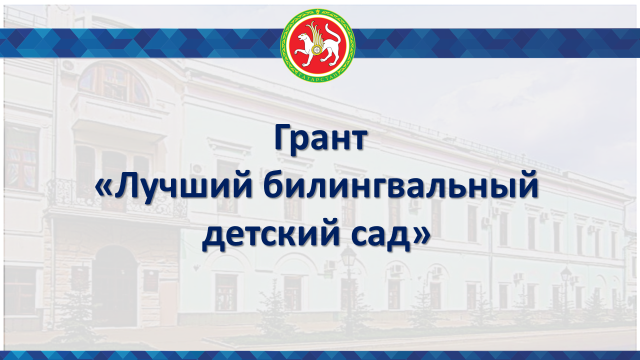 Грант
«Лучший билингвальный
детский сад»